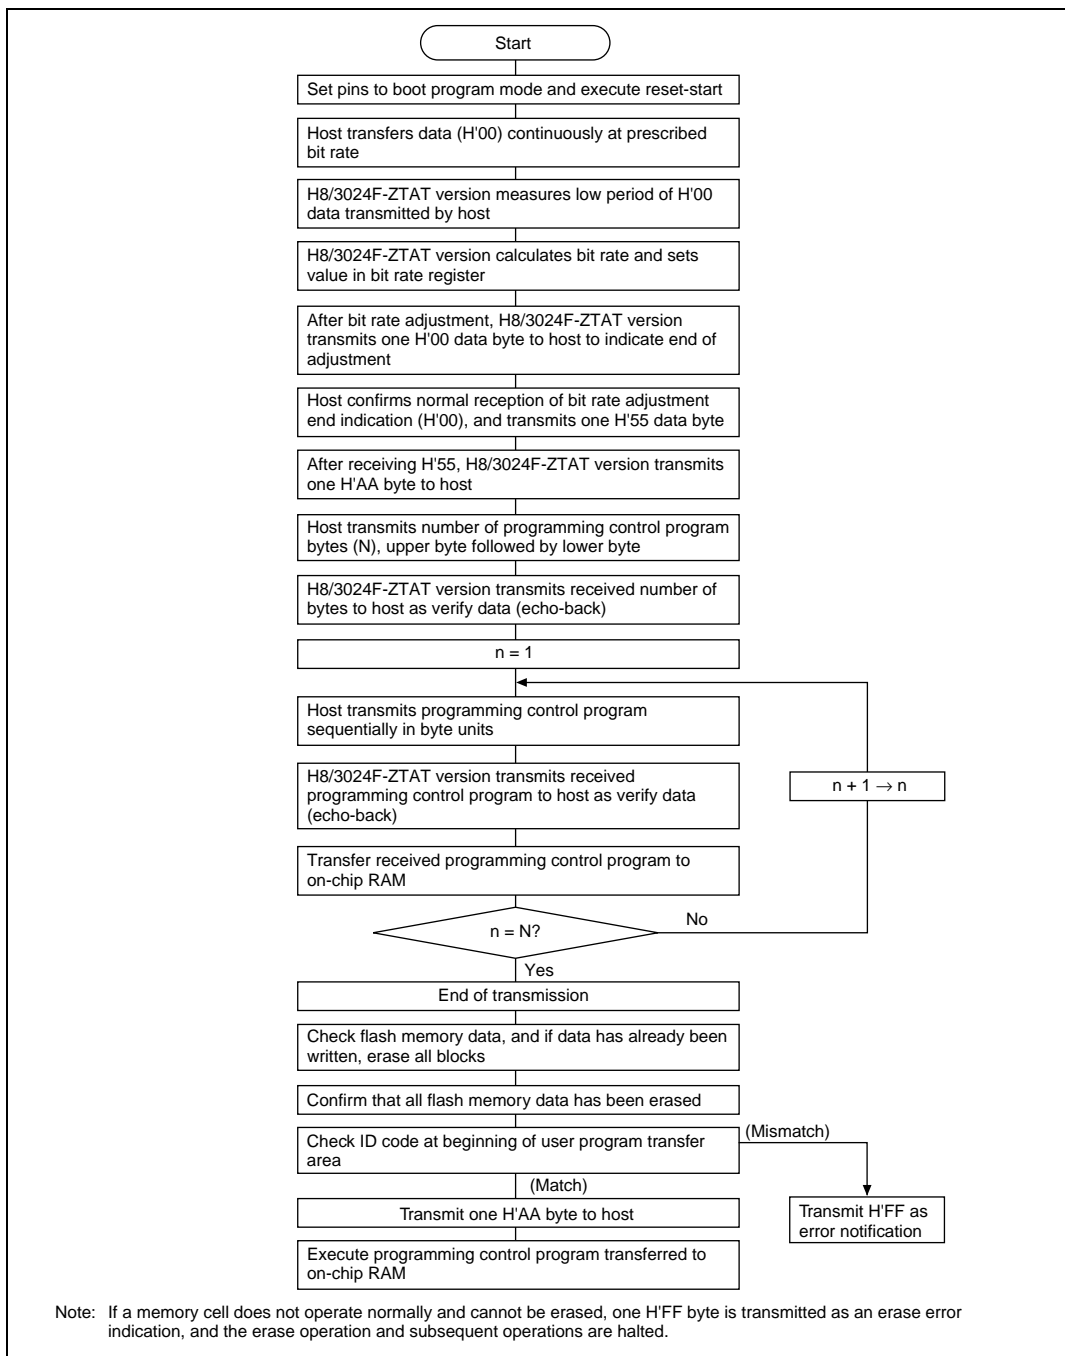 Start
Set pins to boot program mode and execute reset-start
Host transfers data (H'00) continuously at prescribed
bit rate
H8/3024F-ZTAT version measures low period of H'00
data transmitted by host
H8/3024F-ZTAT version calculates bit rate and sets
value in bit rate register
After bit rate adjustment, H8/3024F-ZTAT version
transmits one H'00 data byte to host to indicate end of
adjustment
Host confirms normal reception of bit rate adjustment
end indication (H'00), and transmits one H'55 data byte
After receiving H'55, H8/3024F-ZTAT version transmits
one H'AA byte to host
Host transmits number of programming control program
bytes (N), upper byte followed by lower byte
H8/3024F-ZTAT version transmits received number of
bytes to host as verify data (echo-back)
n = 1
Host transmits programming control program
sequentially in byte units
H8/3024F-ZTAT version transmits received
programming control program to host as verify data
(echo-back)
n + 1 → n
Transfer received programming control program to
on-chip RAM
n = N?
No
Yes
End of transmission
Check flash memory data, and if data has already been
written, erase all blocks
Confirm that all flash memory data has been erased
Check ID code at beginning of user program transfer
area
(Mismatch)
(Match)
Transmit one H'AA byte to host
Transmit H'FF as
error notification
Execute programming control program transferred to
on-chip RAM
Note: If a memory cell does not operate normally and cannot be erased, one H'FF byte is transmitted as an erase error
indication, and the erase operation and subsequent operations are halted.